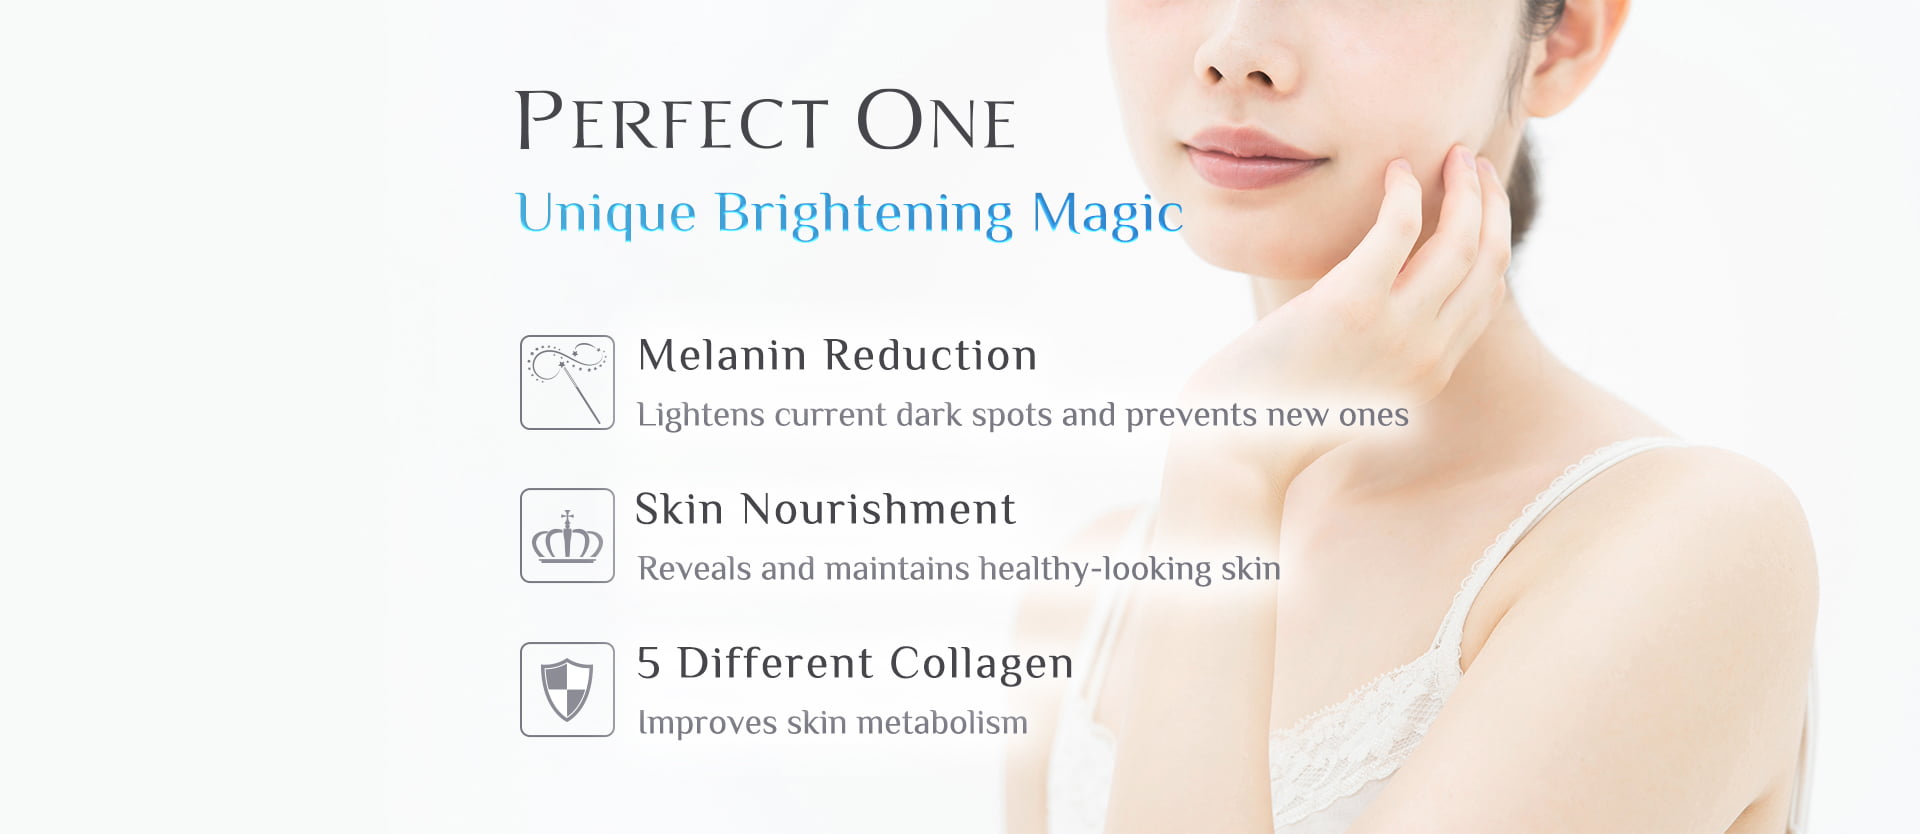 PERFECT ONE
Unique Brightening Magic
Melanin Reduction
Lightens current dark spots and prevents new ones
Skin Nourishment
Reveals and maintains healthy-looking skin
5 Different Collagen
Improves skin metabolism